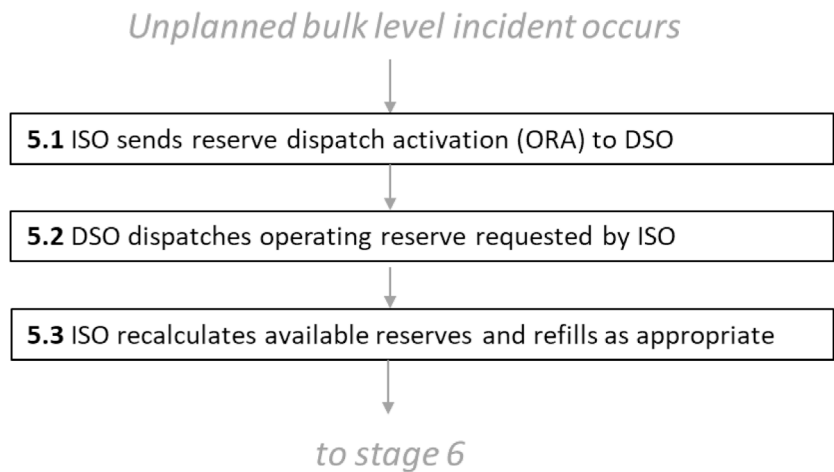 Unplanned bulk level incident occurs
5.1 ISO sends reserve dispatch activation (ORA) to DSO
5.2 DSO dispatches operating reserve requested by ISO
5.3 ISO recalculates available reserves and refills as appropriate
to stage 6